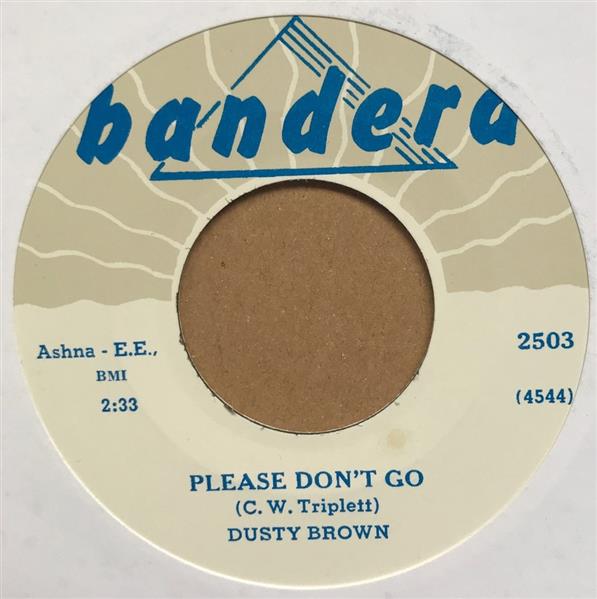 bandera
Ashna - E.E.,
BMI
2:33
2503
(4544)
PLEASE DON'T GO
(C. W. Triplett)
DUSTY BROWN